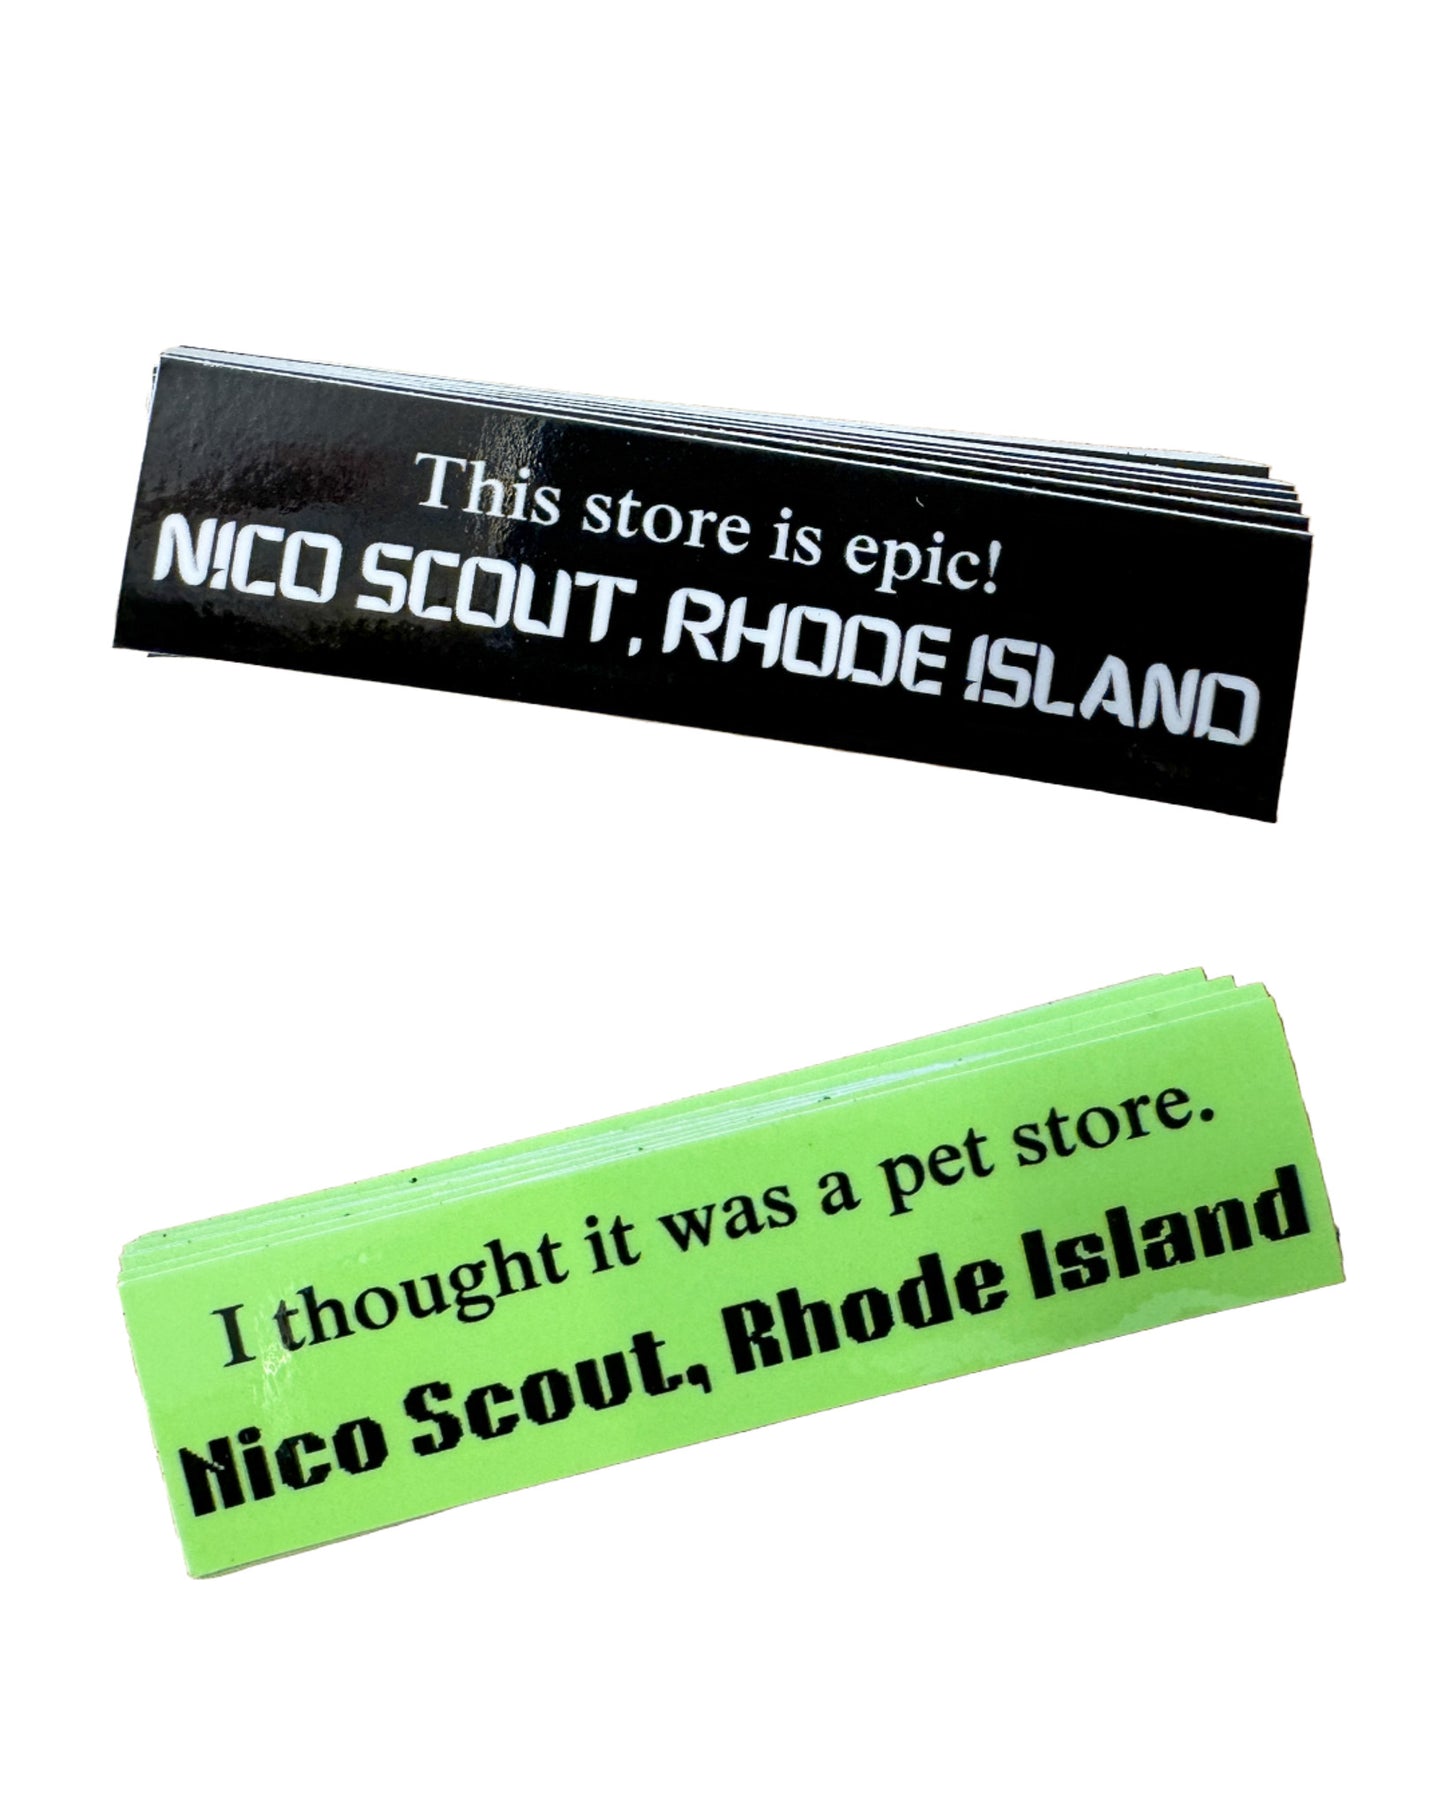 This store is epic!
NICO SCOUT, RHODE ISLAND
I thought it was a pet store.
Nico Scout, Rhode Island